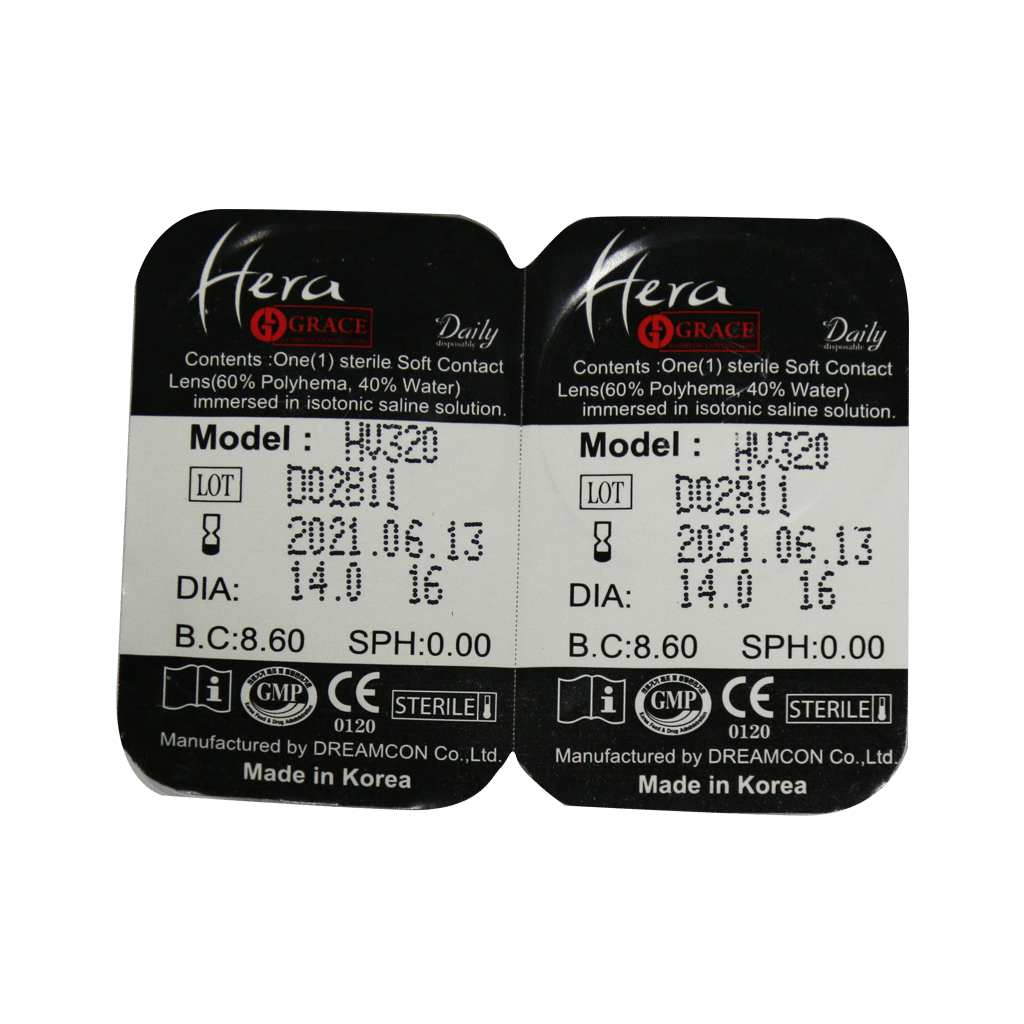 Hera
GRACE
Daily
disposable
Contents :One(1) sterile Soft Contact
Lens(60% Polyhema, 40% Water)
immersed in isotonic saline solution.
Model : HV320
LOT D02811
2021.06.13
DIA: 14.0 16
B.C:8.60 SPH:0.00
GMP
CE
0120
STERILE
Manufactured by DREAMCON Co.,Ltd.
Made in Korea
Hera
GRACE
Daily
disposable
Contents :One(1) sterile Soft Contact
Lens(60% Polyhema, 40% Water)
immersed in isotonic saline solution.
Model : HV320
LOT D02811
2021.06.13
DIA: 14.0 16
B.C:8.60 SPH:0.00
GMP
CE
0120
STERILE
Manufactured by DREAMCON Co.,Ltd.
Made in Korea